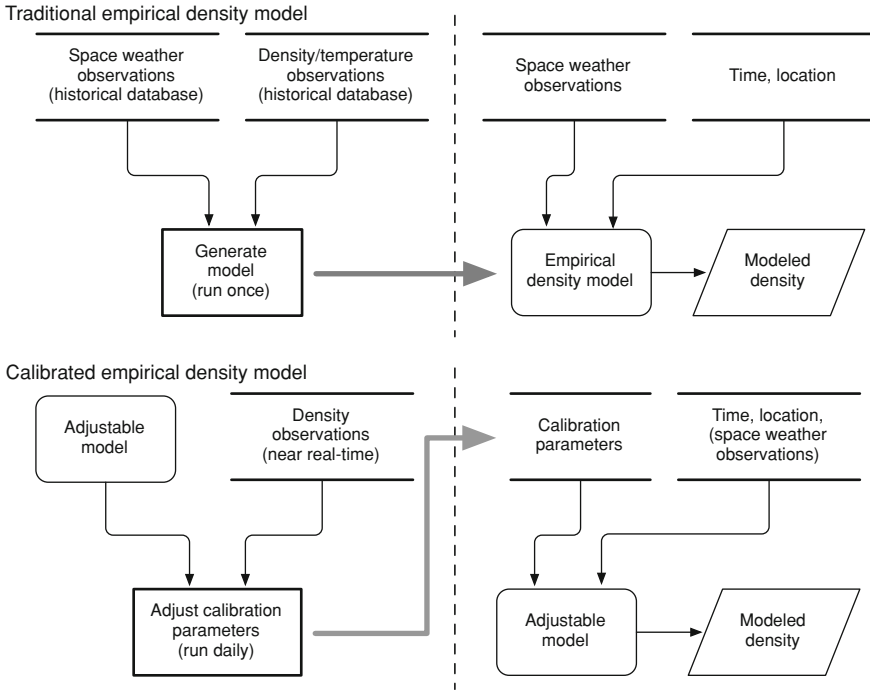 Traditional empirical density model
Space weather
observations
(historical database)
Density/temperature
observations
(historical database)
Space weather
observations
Time, location
Generate
model
(run once)
Empirical
density model
Modeled
density
Calibrated empirical density model
Adjustable
model
Density
observations
(near real-time)
Calibration
parameters
Time, location,
(space weather
observations)
Adjust calibration
parameters
(run daily)
Adjustable
model
Modeled
density